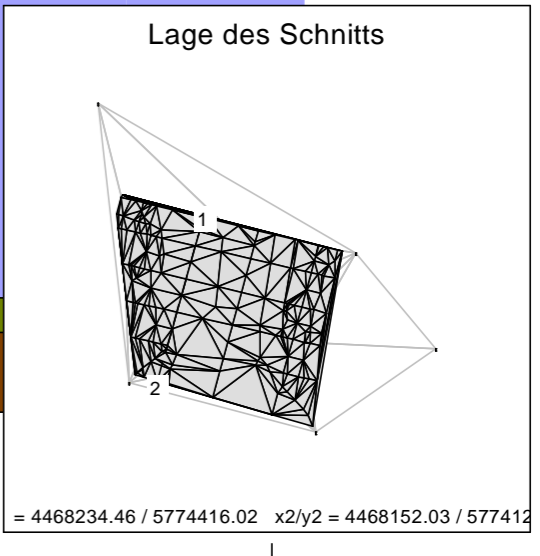 Lage des Schnitts
1
2
= 4468234.46 / 5774416.02 x2/y2 = 4468152.03 / 577412